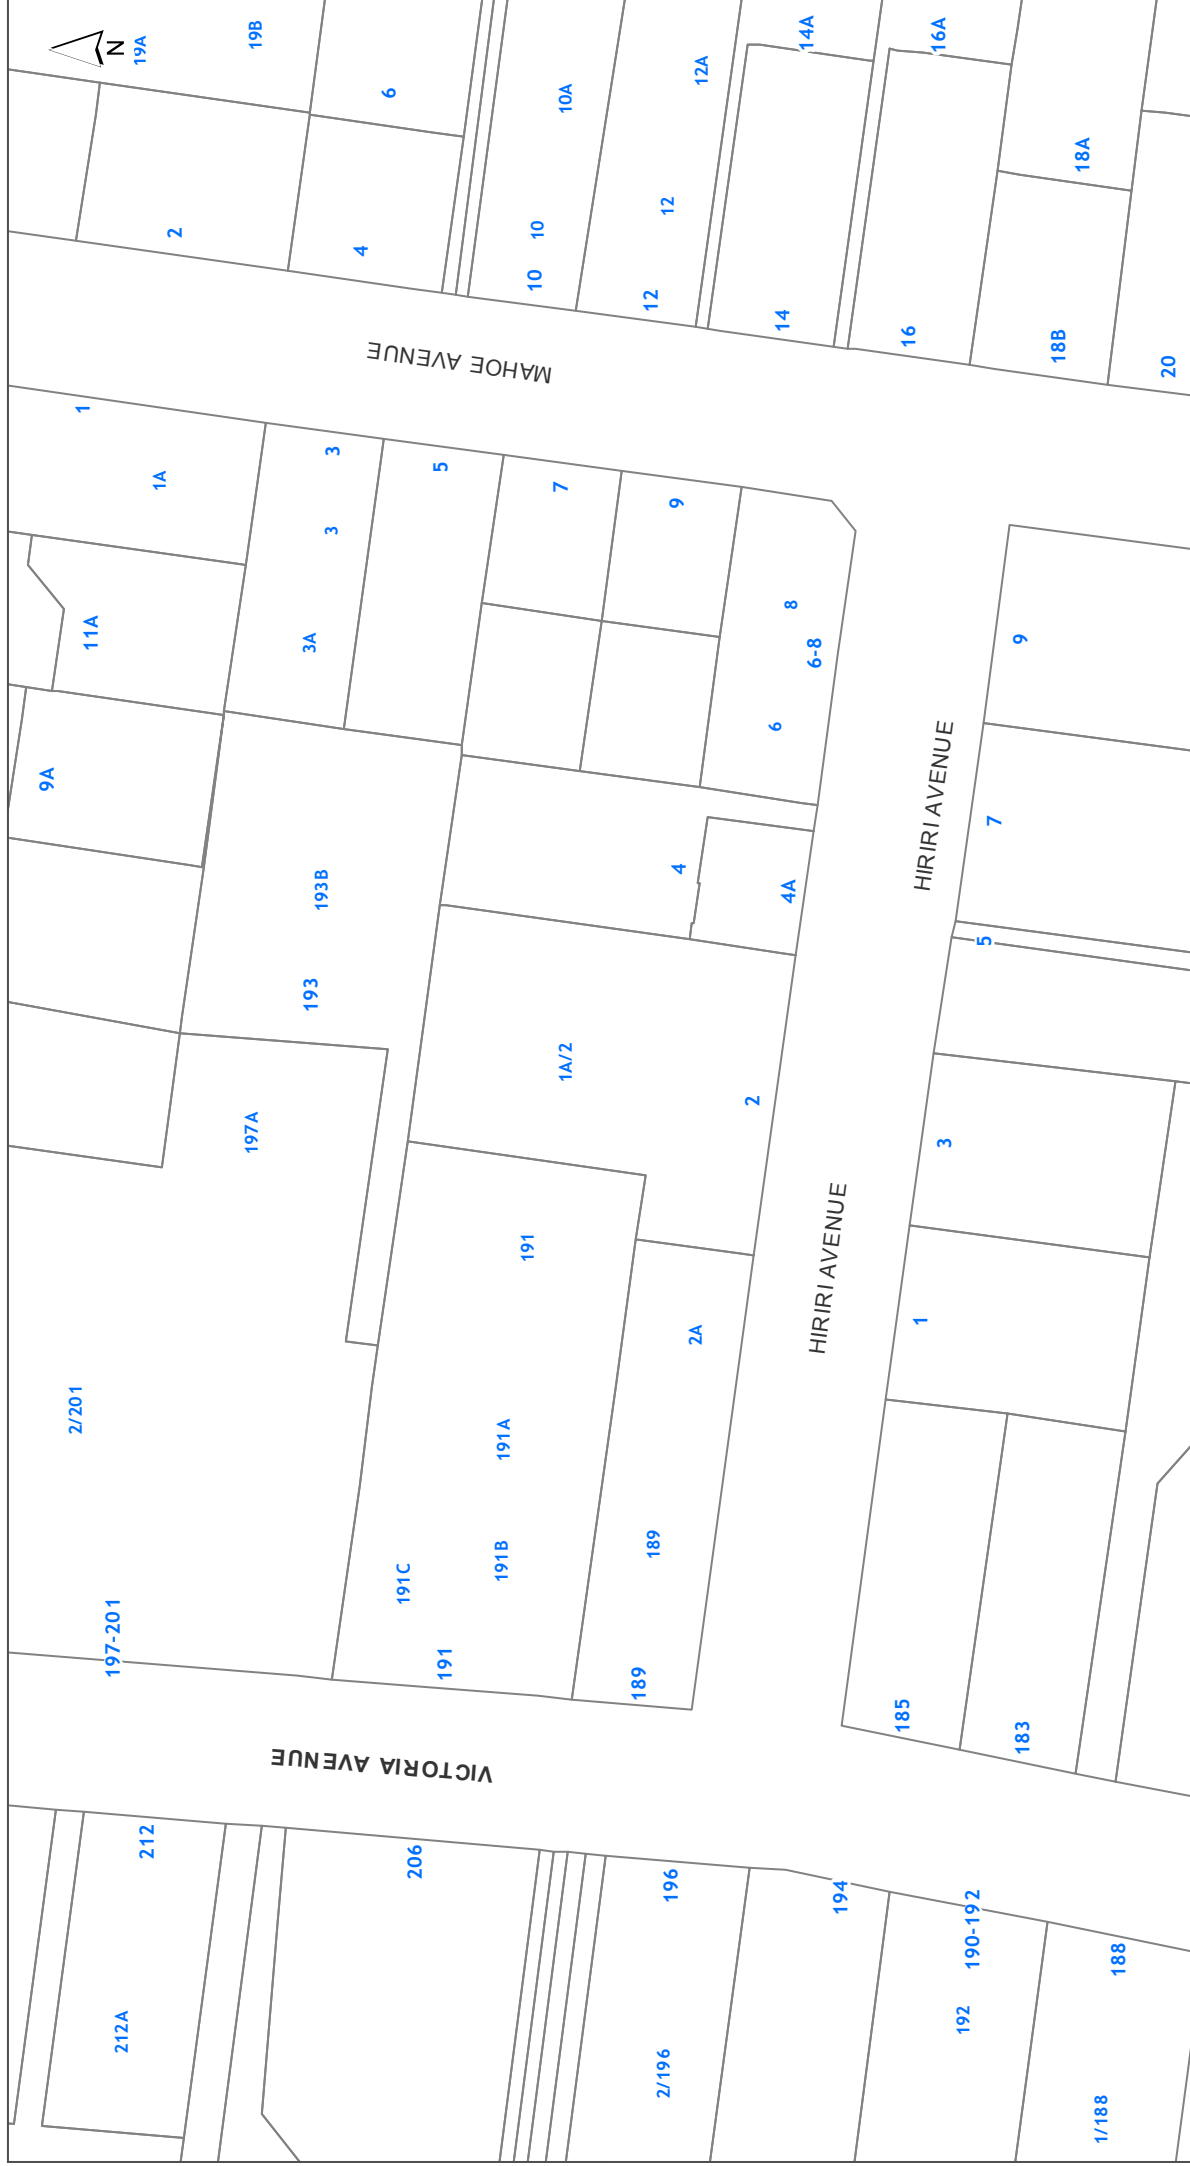 N
19A
19B
6
2
4
10A
10
10
12A
12
12
14A
14
16A
16
18A
18B
20
MAHOE AVENUE
1
1A
3
3
3A
5
7
9
11A
9A
8
6-8
6
193B
193
4
4A
197A
1A/2
2
HIRIRI AVENUE
9
7
5
3
1
HIRIRI AVENUE
2/201
191
2A
191A
191B
191C
191
189
189
197-201
185
183
VICTORIA AVENUE
212
212A
206
196
2/196
194
190-192
192
188
1/188